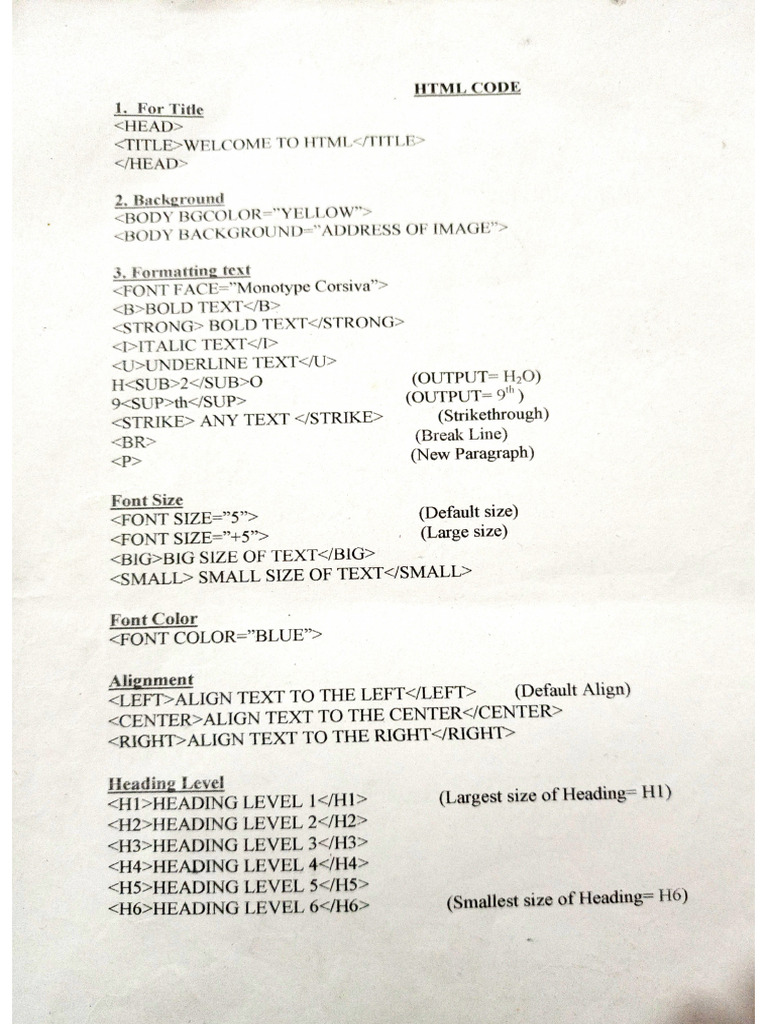 HTML CODE
1. For Title
<HEAD>
<TITLE>WELCOME TO HTML</TITLE>
</HEAD>
2. Background
<BODY BGCOLOR=”YELLOW”>
<BODY BACKGROUND=”ADDRESS OF IMAGE”>
3. Formatting text
<FONT FACE=”Monotype Corsiva”>
<B>BOLD TEXT</B>
<STRONG> BOLD TEXT</STRONG>
<I>ITALIC TEXT</I>
<U>UNDERLINE TEXT</U>
H<SUB>2</SUB>O (OUTPUT= H₂O)
9<SUP>th</SUP> (OUTPUT= 9ᵗʰ )
<STRIKE> ANY TEXT </STRIKE> (Strikethrough)
<BR> (Break Line)
<P> (New Paragraph)
Font Size
<FONT SIZE=”5”> (Default size)
<FONT SIZE=”+5”> (Large size)
<BIG>BIG SIZE OF TEXT</BIG>
<SMALL> SMALL SIZE OF TEXT</SMALL>
Font Color
<FONT COLOR=”BLUE”>
Alignment
<LEFT>ALIGN TEXT TO THE LEFT</LEFT> (Default Align)
<CENTER>ALIGN TEXT TO THE CENTER</CENTER>
<RIGHT>ALIGN TEXT TO THE RIGHT</RIGHT>
Heading Level
<H1>HEADING LEVEL 1</H1> (Largest size of Heading= H1)
<H2>HEADING LEVEL 2</H2>
<H3>HEADING LEVEL 3</H3>
<H4>HEADING LEVEL 4</H4>
<H5>HEADING LEVEL 5</H5>
<H6>HEADING LEVEL 6</H6> (Smallest size of Heading= H6)